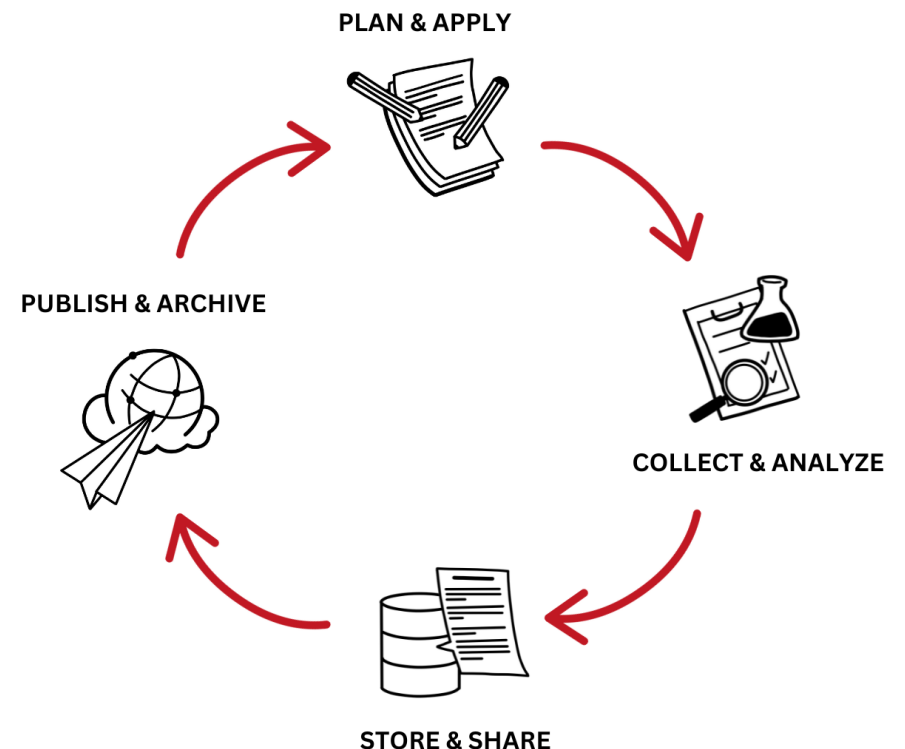 PLAN & APPLY
PUBLISH & ARCHIVE
COLLECT & ANALYZE
STORE & SHARE